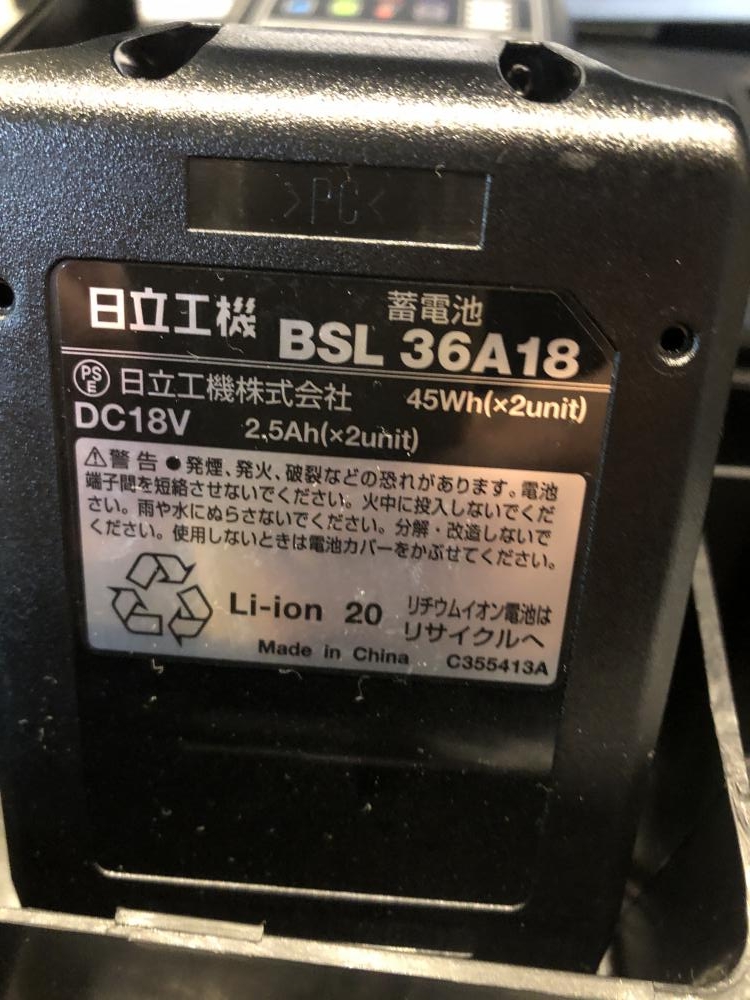 >PC<
日立工機 蓄電池
BSL 36A18
PSE 日立工機株式会社 45Wh(×2unit)
DC18V 2.5Ah(×2unit)
⚠警告 ●発煙、発火、破裂などの恐れがあります。電池
端子間を短絡させないでください。火中に投入しないでくだ
さい。雨や水にぬらさないでください。分解・改造しないで
ください。使用しないときは電池カバーをかぶせてください。
Li-ion 20 リチウムイオン電池は
リサイクルへ
Made in China C355413A